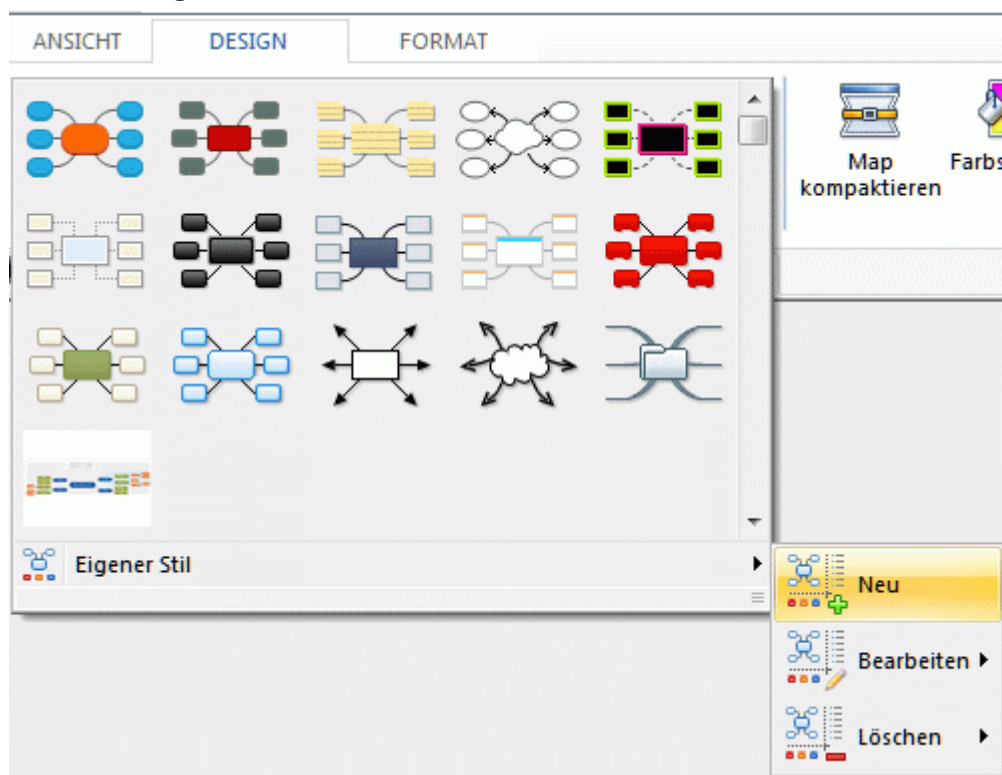 ANSICHT DESIGN FORMAT
Map
kompaktieren
Farbs
Eigener Stil
Neu
Bearbeiten
Löschen